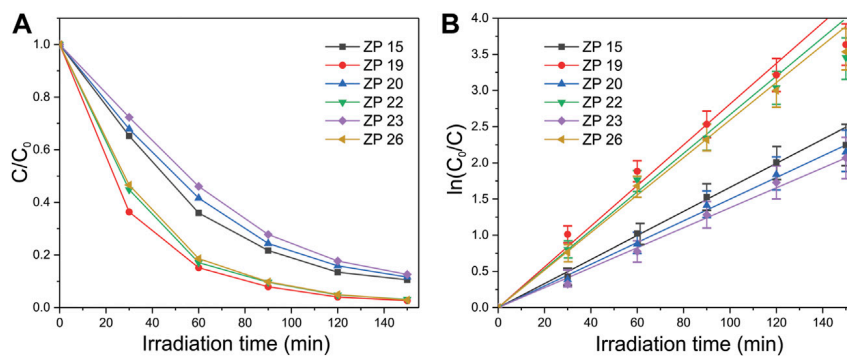 A
C/C0
1.0
0.8
0.6
0.4
0.2
0.0
ZP 15
ZP 19
ZP 20
ZP 22
ZP 23
ZP 26
0 20 40 60 80 100 120 140
Irradiation time (min)
B
ln(C0/C)
4.0
3.5
3.0
2.5
2.0
1.5
1.0
0.5
0.0
ZP 15
ZP 19
ZP 20
ZP 22
ZP 23
ZP 26
0 20 40 60 80 100 120 140
Irradiation time (min)